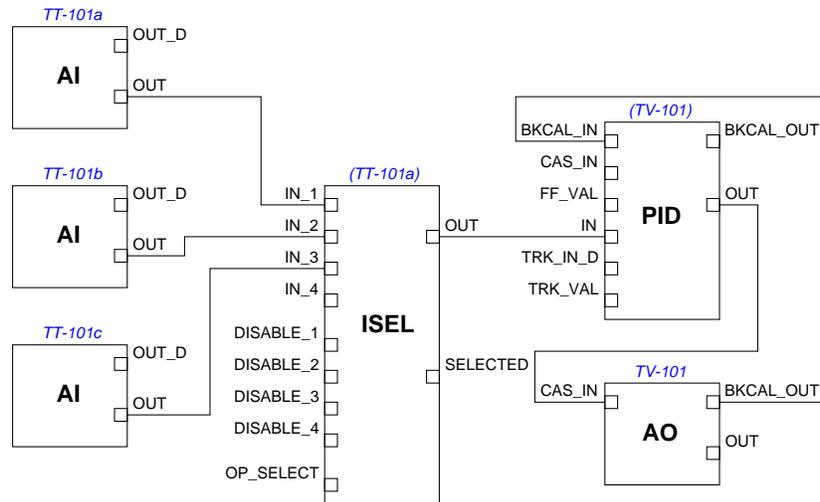 TT-101a
OUT_D
AI
OUT
TT-101b
OUT_D
AI
OUT
TT-101c
OUT_D
AI
OUT
(TT-101a)
IN_1
IN_2
IN_3
IN_4
DISABLE_1
DISABLE_2
DISABLE_3
DISABLE_4
OP_SELECT
ISEL
OUT
SELECTED
(TV-101)
BKCAL_IN
CAS_IN
FF_VAL
IN
TRK_IN_D
TRK_VAL
PID
BKCAL_OUT
OUT
TV-101
CAS_IN
AO
BKCAL_OUT
OUT